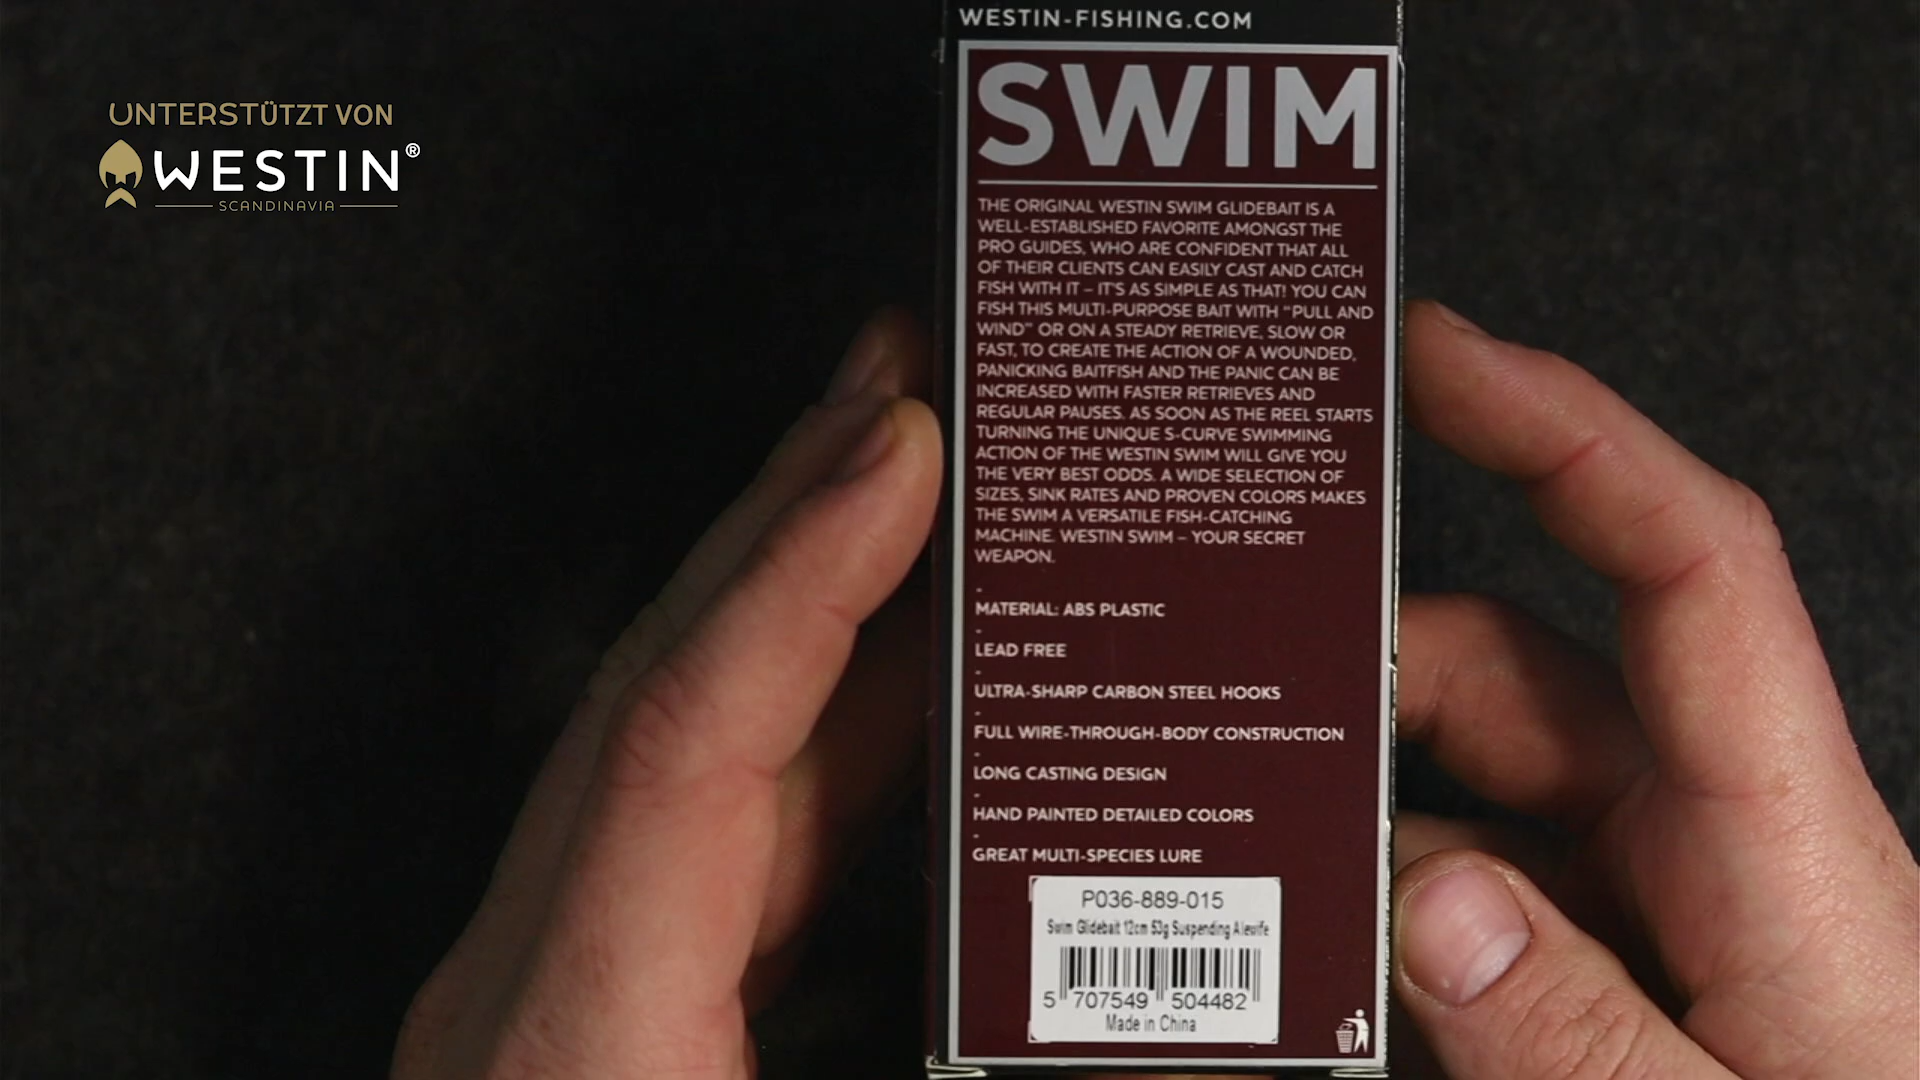 WESTIN-FISHING.COM
UNTERSTÜTZT VON
WESTIN®
SCANDINAVIA
SWIM
THE ORIGINAL WESTIN SWIM GLIDEBAIT IS A
WELL-ESTABLISHED FAVORITE AMONGST THE
PRO GUIDES, WHO ARE CONFIDENT THAT ALL
OF THEIR CLIENTS CAN EASILY CAST AND CATCH
FISH WITH IT – IT'S AS SIMPLE AS THAT! YOU CAN
FISH THIS MULTI-PURPOSE BAIT WITH "PULL AND
WIND" OR ON A STEADY RETRIEVE, SLOW OR
FAST, TO CREATE THE ACTION OF A WOUNDED,
PANICKING BAITFISH AND THE PANIC CAN BE
INCREASED WITH FASTER RETRIEVES AND
REGULAR PAUSES. AS SOON AS THE REEL STARTS
TURNING THE UNIQUE S-CURVE SWIMMING
ACTION OF THE WESTIN SWIM WILL GIVE YOU
THE VERY BEST ODDS. A WIDE SELECTION OF
SIZES, SINK RATES AND PROVEN COLORS MAKES
THE SWIM A VERSATILE FISH-CATCHING
MACHINE. WESTIN SWIM – YOUR SECRET
WEAPON.
-
MATERIAL: ABS PLASTIC
-
LEAD FREE
-
ULTRA-SHARP CARBON STEEL HOOKS
-
FULL WIRE-THROUGH-BODY CONSTRUCTION
-
LONG CASTING DESIGN
-
HAND PAINTED DETAILED COLORS
-
GREAT MULTI-SPECIES LURE
P036-889-015
Swim Glidebait 12cm 53g Suspending Alewife
5 707549 504482
Made in China